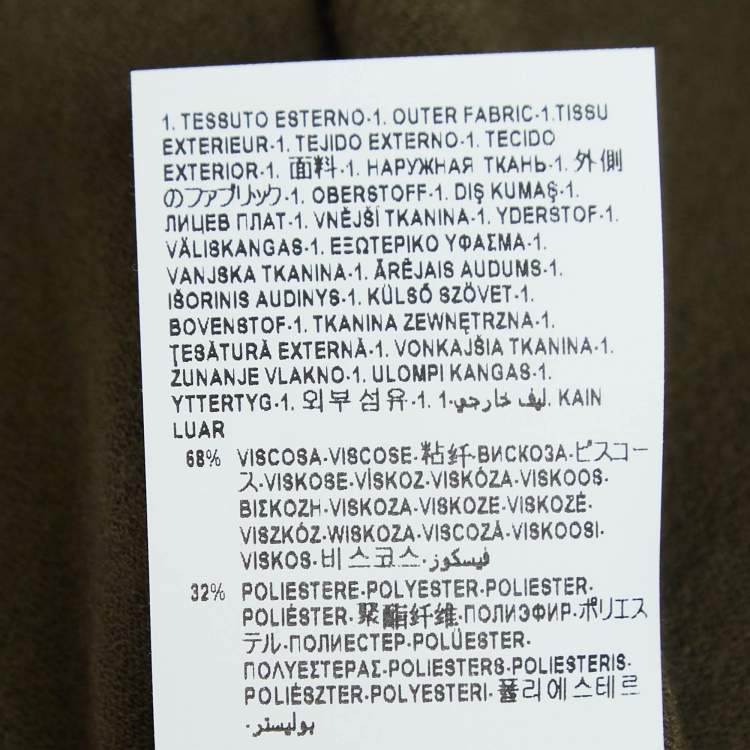 1. TESSUTO ESTERNO-1. OUTER FABRIC-1.TISSU
EXTERIEUR-1. TEJIDO EXTERNO-1. TECIDO
EXTERIOR-1. 面料-1. НАРУЖНАЯ ТКАНЬ-1. 外側
のファブリック-1. OBERSTOFF-1. DIŞ KUMAŞ-1.
ЛИЦЕВ ПЛАТ-1. VNĚJŠÍ TKANINA-1. YDERSTOF-1.
VÄLISKANGAS-1. ΕΞΩΤΕΡΙΚΟ ΥΦΑΣΜΑ-1.
VANJSKA TKANINA-1. ĀRĒJAIS AUDUMS-1.
IŠORINIS AUDINYS-1. KÜLSŐ SZÖVET-1.
BOVENSTOF-1. TKANINA ZEWNĘTRZNA-1.
ŢESĂTURĂ EXTERNĂ-1. VONKAJŠIA TKANINA-1.
ZUNANJE VLAKNO-1. ULOMPI KANGAS-1.
YTTERTYG-1. 외부 섬유-1. ليف خارجي-1.1. KAIN
LUAR
68% VISCOSA-VISCOSE-粘纤-ВИСКОЗА-ビスコー
ス-VISKOSE-VİSKOZ-VISKÓZA-VISKOOS-
ΒΙΣΚΟΖΗ-VISKOZA-VISKOZE-VISKOZĖ-
VISZKÓZ-WISKOZA-VISCOZĂ-VISKOOSI-
VISKOS-비스코스-فيسكوز
32% POLIESTERE-POLYESTER-POLIESTER-
POLIÉSTER-聚酯纤维-ПОЛИЭФИР-ポリエス
テル-ПОЛИЕСТЕР-POLÜESTER-
ΠΟΛΥΕΣΤΕΡΑΣ-POLIESTERS-POLIESTERIS-
POLIÉSZTER-POLYESTERI-폴리에스테르
-بوليستر